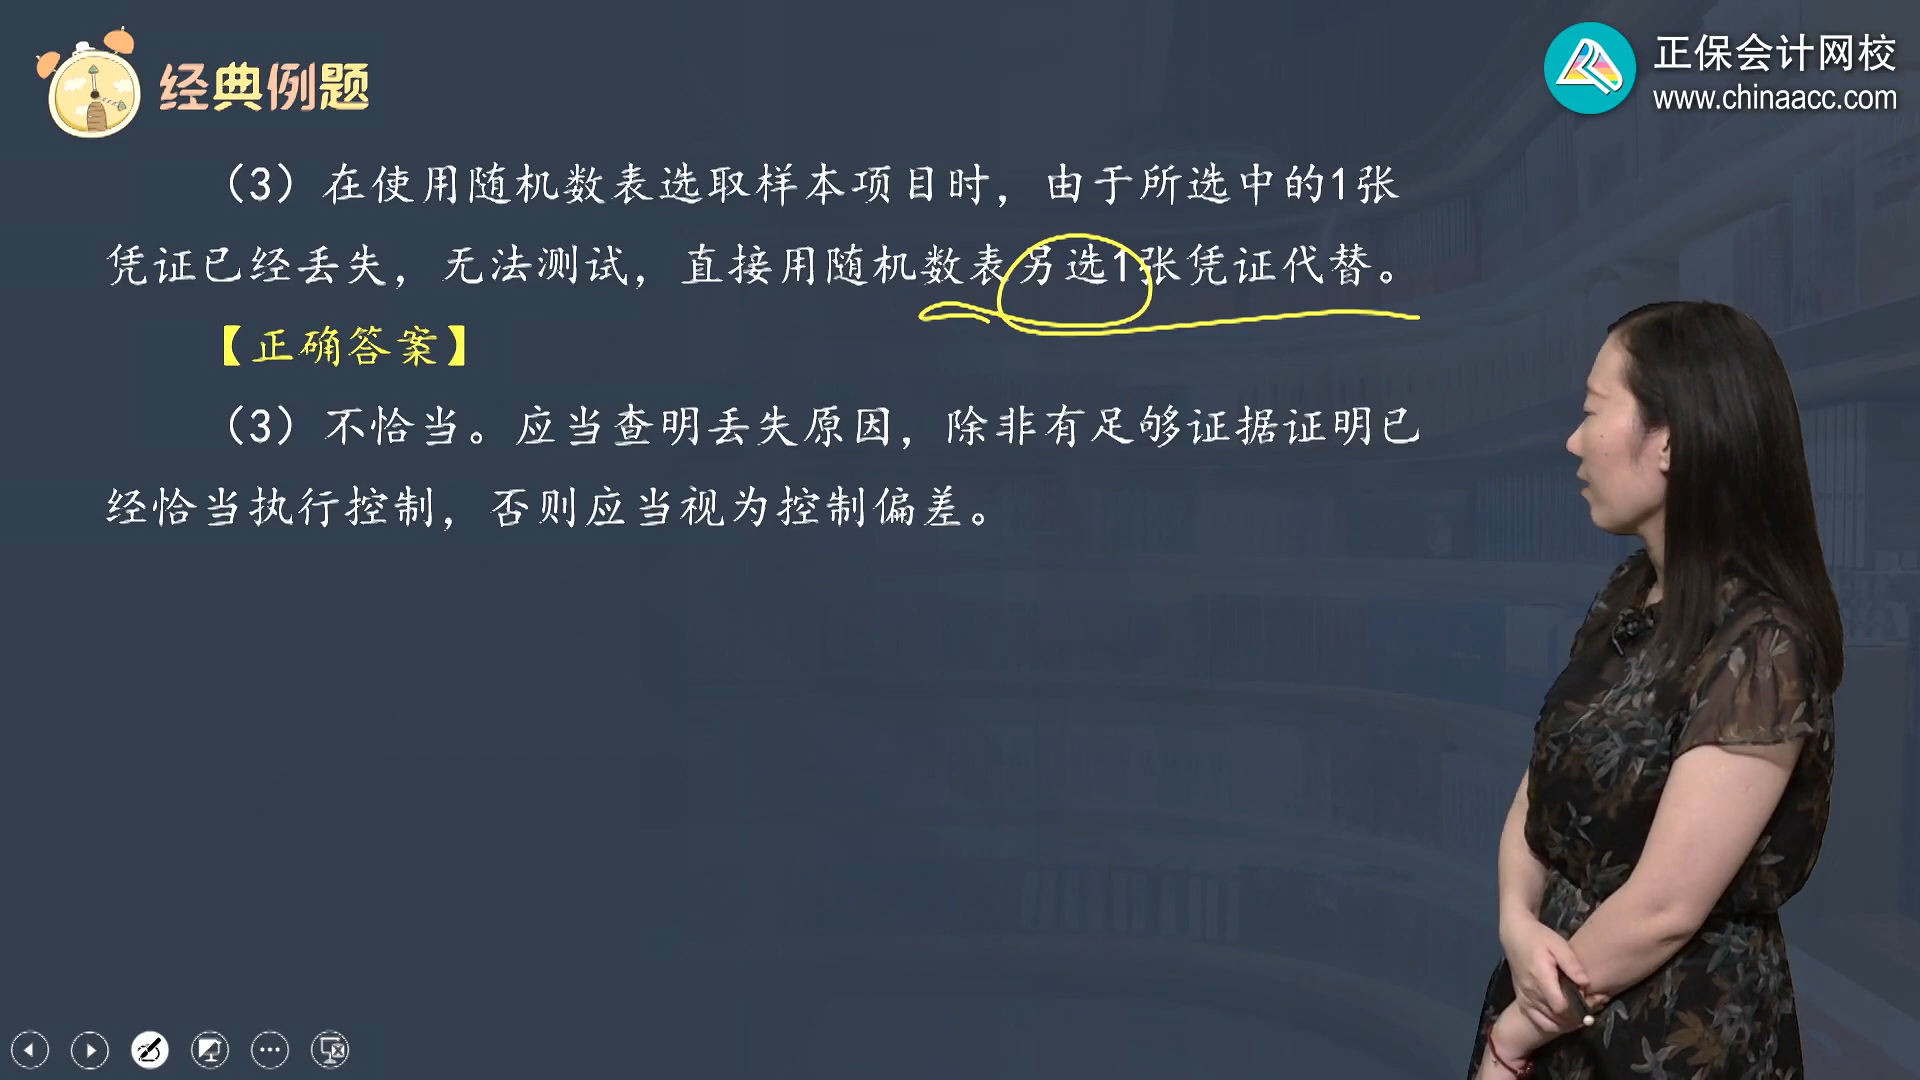 经典例题
正保会计网校
www.chinaacc.com
（3）在使用随机数表选取样本项目时，由于所选中的1张
凭证已经丢失，无法测试，直接用随机数表另选1张凭证代替。
【正确答案】
（3）不恰当。应当查明丢失原因，除非有足够证据证明已
经恰当执行控制，否则应当视为控制偏差。